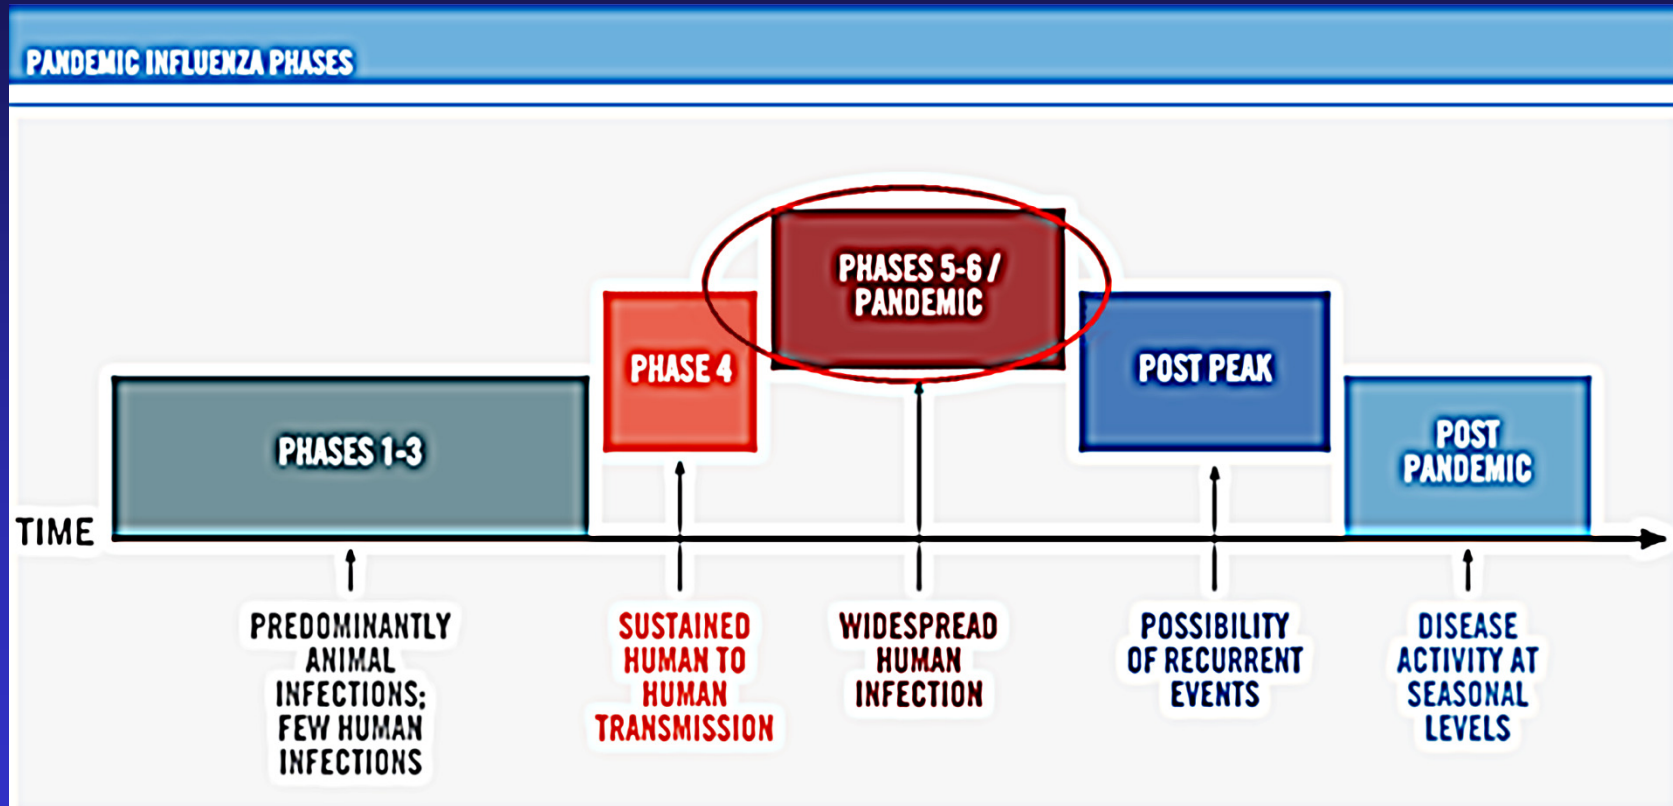 PANDEMIC INFLUENZA PHASES
PHASES 5-6 /
PANDEMIC
PHASE 4
POST PEAK
PHASES 1-3
POST
PANDEMIC
TIME
PREDOMINANTLY
ANIMAL
INFECTIONS;
FEW HUMAN
INFECTIONS
SUSTAINED
HUMAN TO
HUMAN
TRANSMISSION
WIDESPREAD
HUMAN
INFECTION
POSSIBILITY
OF RECURRENT
EVENTS
DISEASE
ACTIVITY AT
SEASONAL
LEVELS